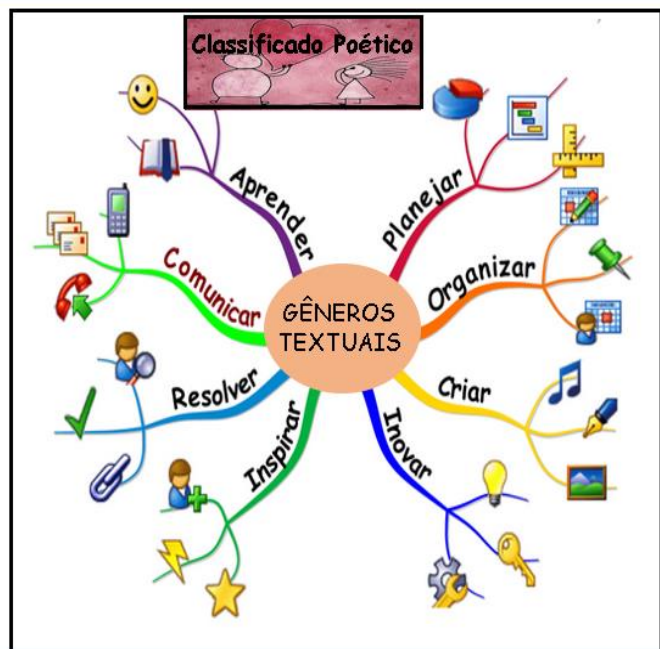 Classificado Poético
Aprender
Planejar
Comunicar
Organizar
GÊNEROS
TEXTUAIS
Resolver
Criar
Inspirar
Inovar